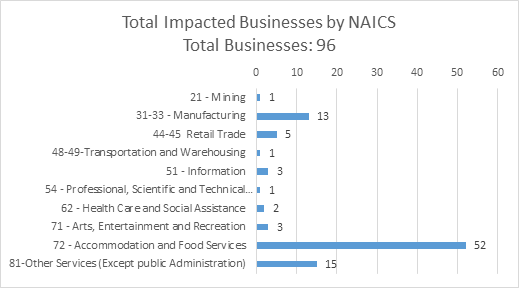 Total Impacted Businesses by NAICS
Total Businesses: 96
0 10 20 30 40 50 60
21 - Mining 1
31-33 - Manufacturing 13
44-45 Retail Trade 5
48-49-Transportation and Warehousing 1
51 - Information 3
54 - Professional, Scientific and Technical... 1
62 - Health Care and Social Assistance 2
71 - Arts, Entertainment and Recreation 3
72 - Accommodation and Food Services 52
81-Other Services (Except public Administration) 15